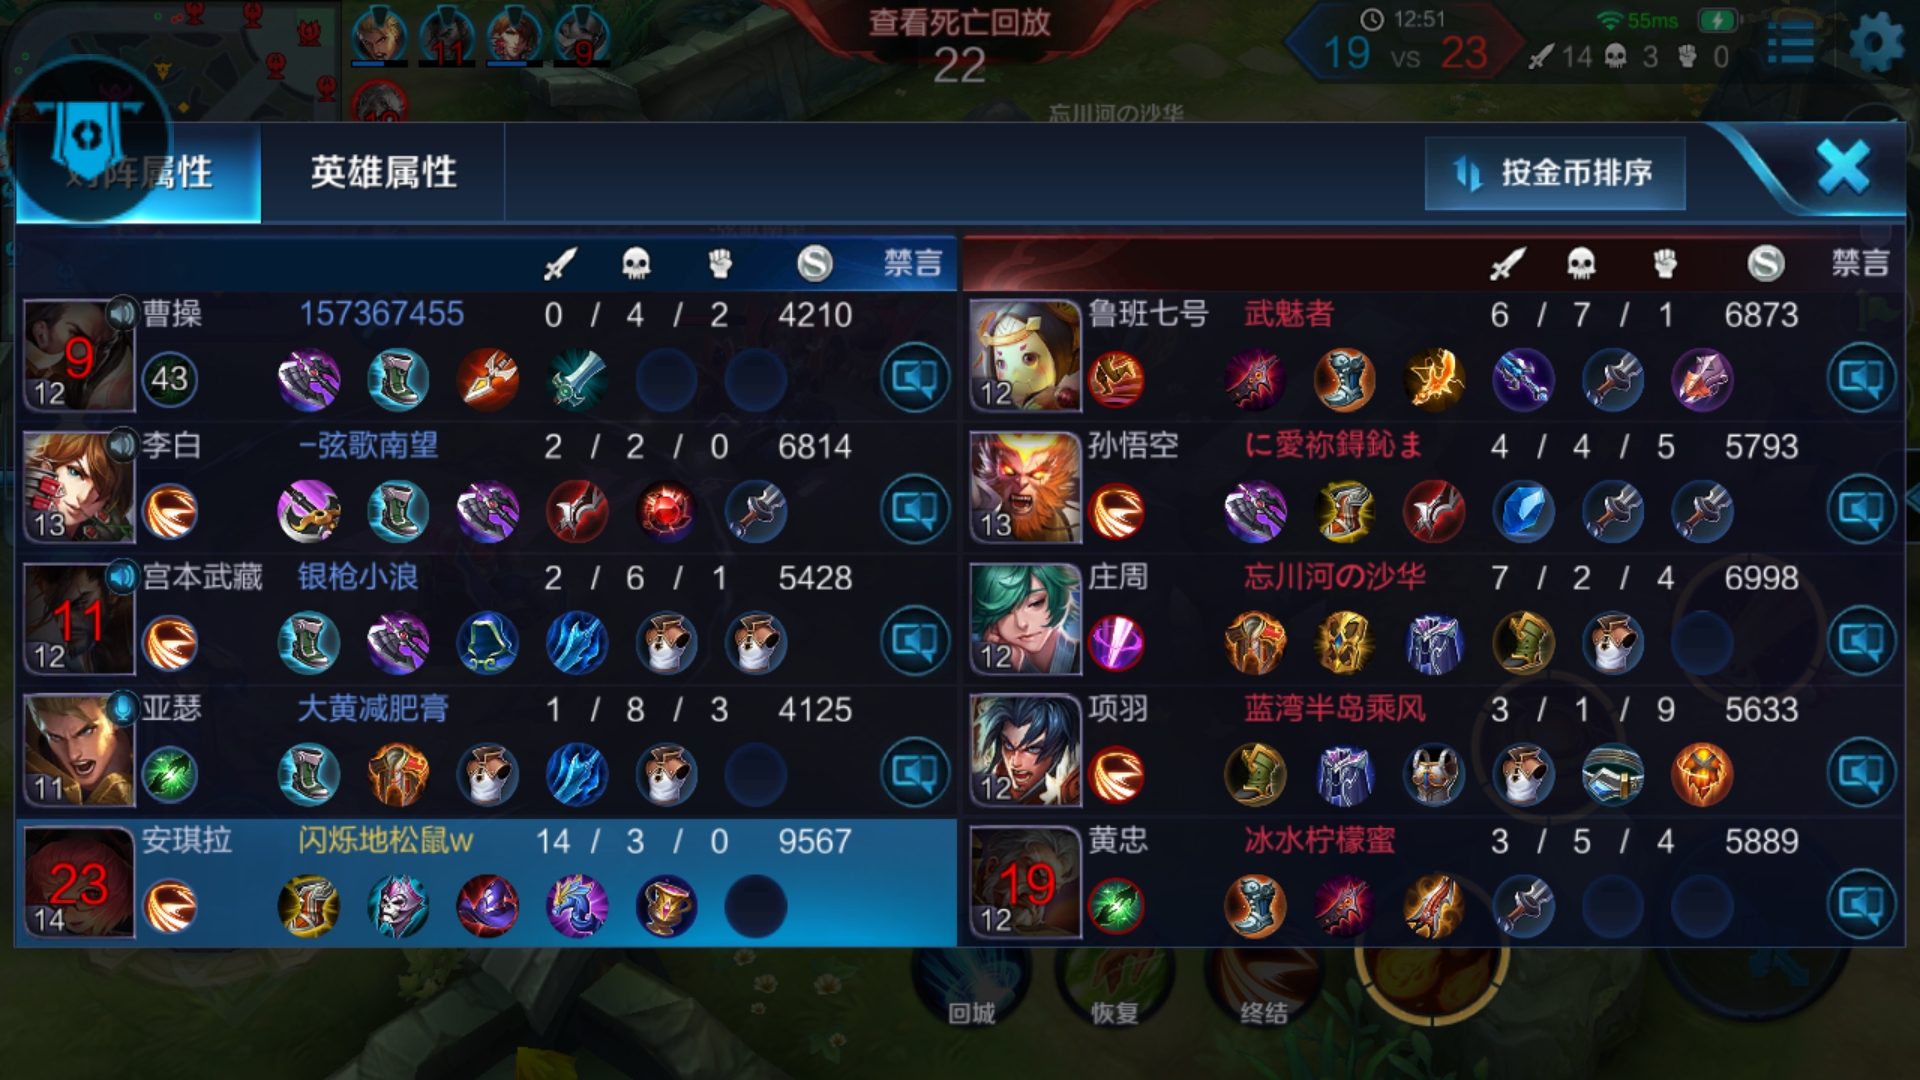 查看死亡回放
22
11
9
19
12:51
55ms
19 vs 23
14 3 0
忘川河の沙华
对阵属性
英雄属性
按金币排序
禁言
禁言
9 12 曹操 157367455 0 / 4 / 2 4210
43
13 李白 –弦歌南望 2 / 2 / 0 6814
11 12 宫本武藏 银枪小浪 2 / 6 / 1 5428
11 亚瑟 大黄减肥膏 1 / 8 / 3 4125
23 14 安琪拉 闪烁地松鼠w 14 / 3 / 0 9567
12 鲁班七号 武魅者 6 / 7 / 1 6873
13 孙悟空 に愛祢鍀鈊ま 4 / 4 / 5 5793
12 庄周 忘川河の沙华 7 / 2 / 4 6998
12 项羽 蓝湾半岛乘风 3 / 1 / 9 5633
19 12 黄忠 冰水柠檬蜜 3 / 5 / 4 5889
回城
恢复
终结